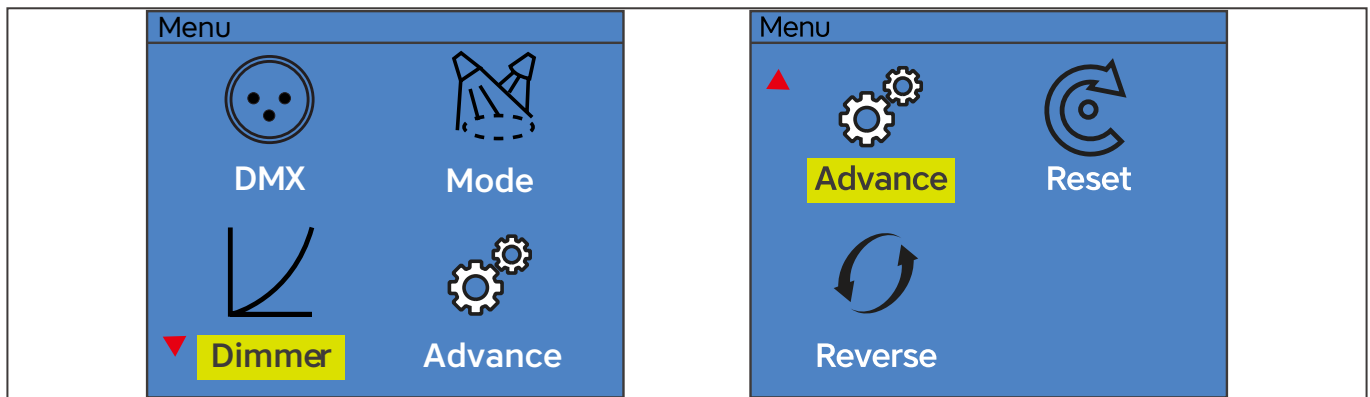 Menu
DMX
Mode
Dimmer
Advance
Menu
Advance
Reset
Reverse